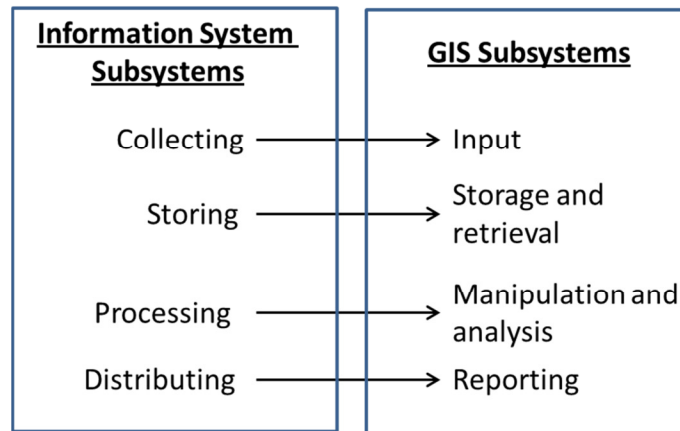 Information System
Subsystems
Collecting
Storing
Processing
Distributing
GIS Subsystems
Input
Storage and
retrieval
Manipulation and
analysis
Reporting